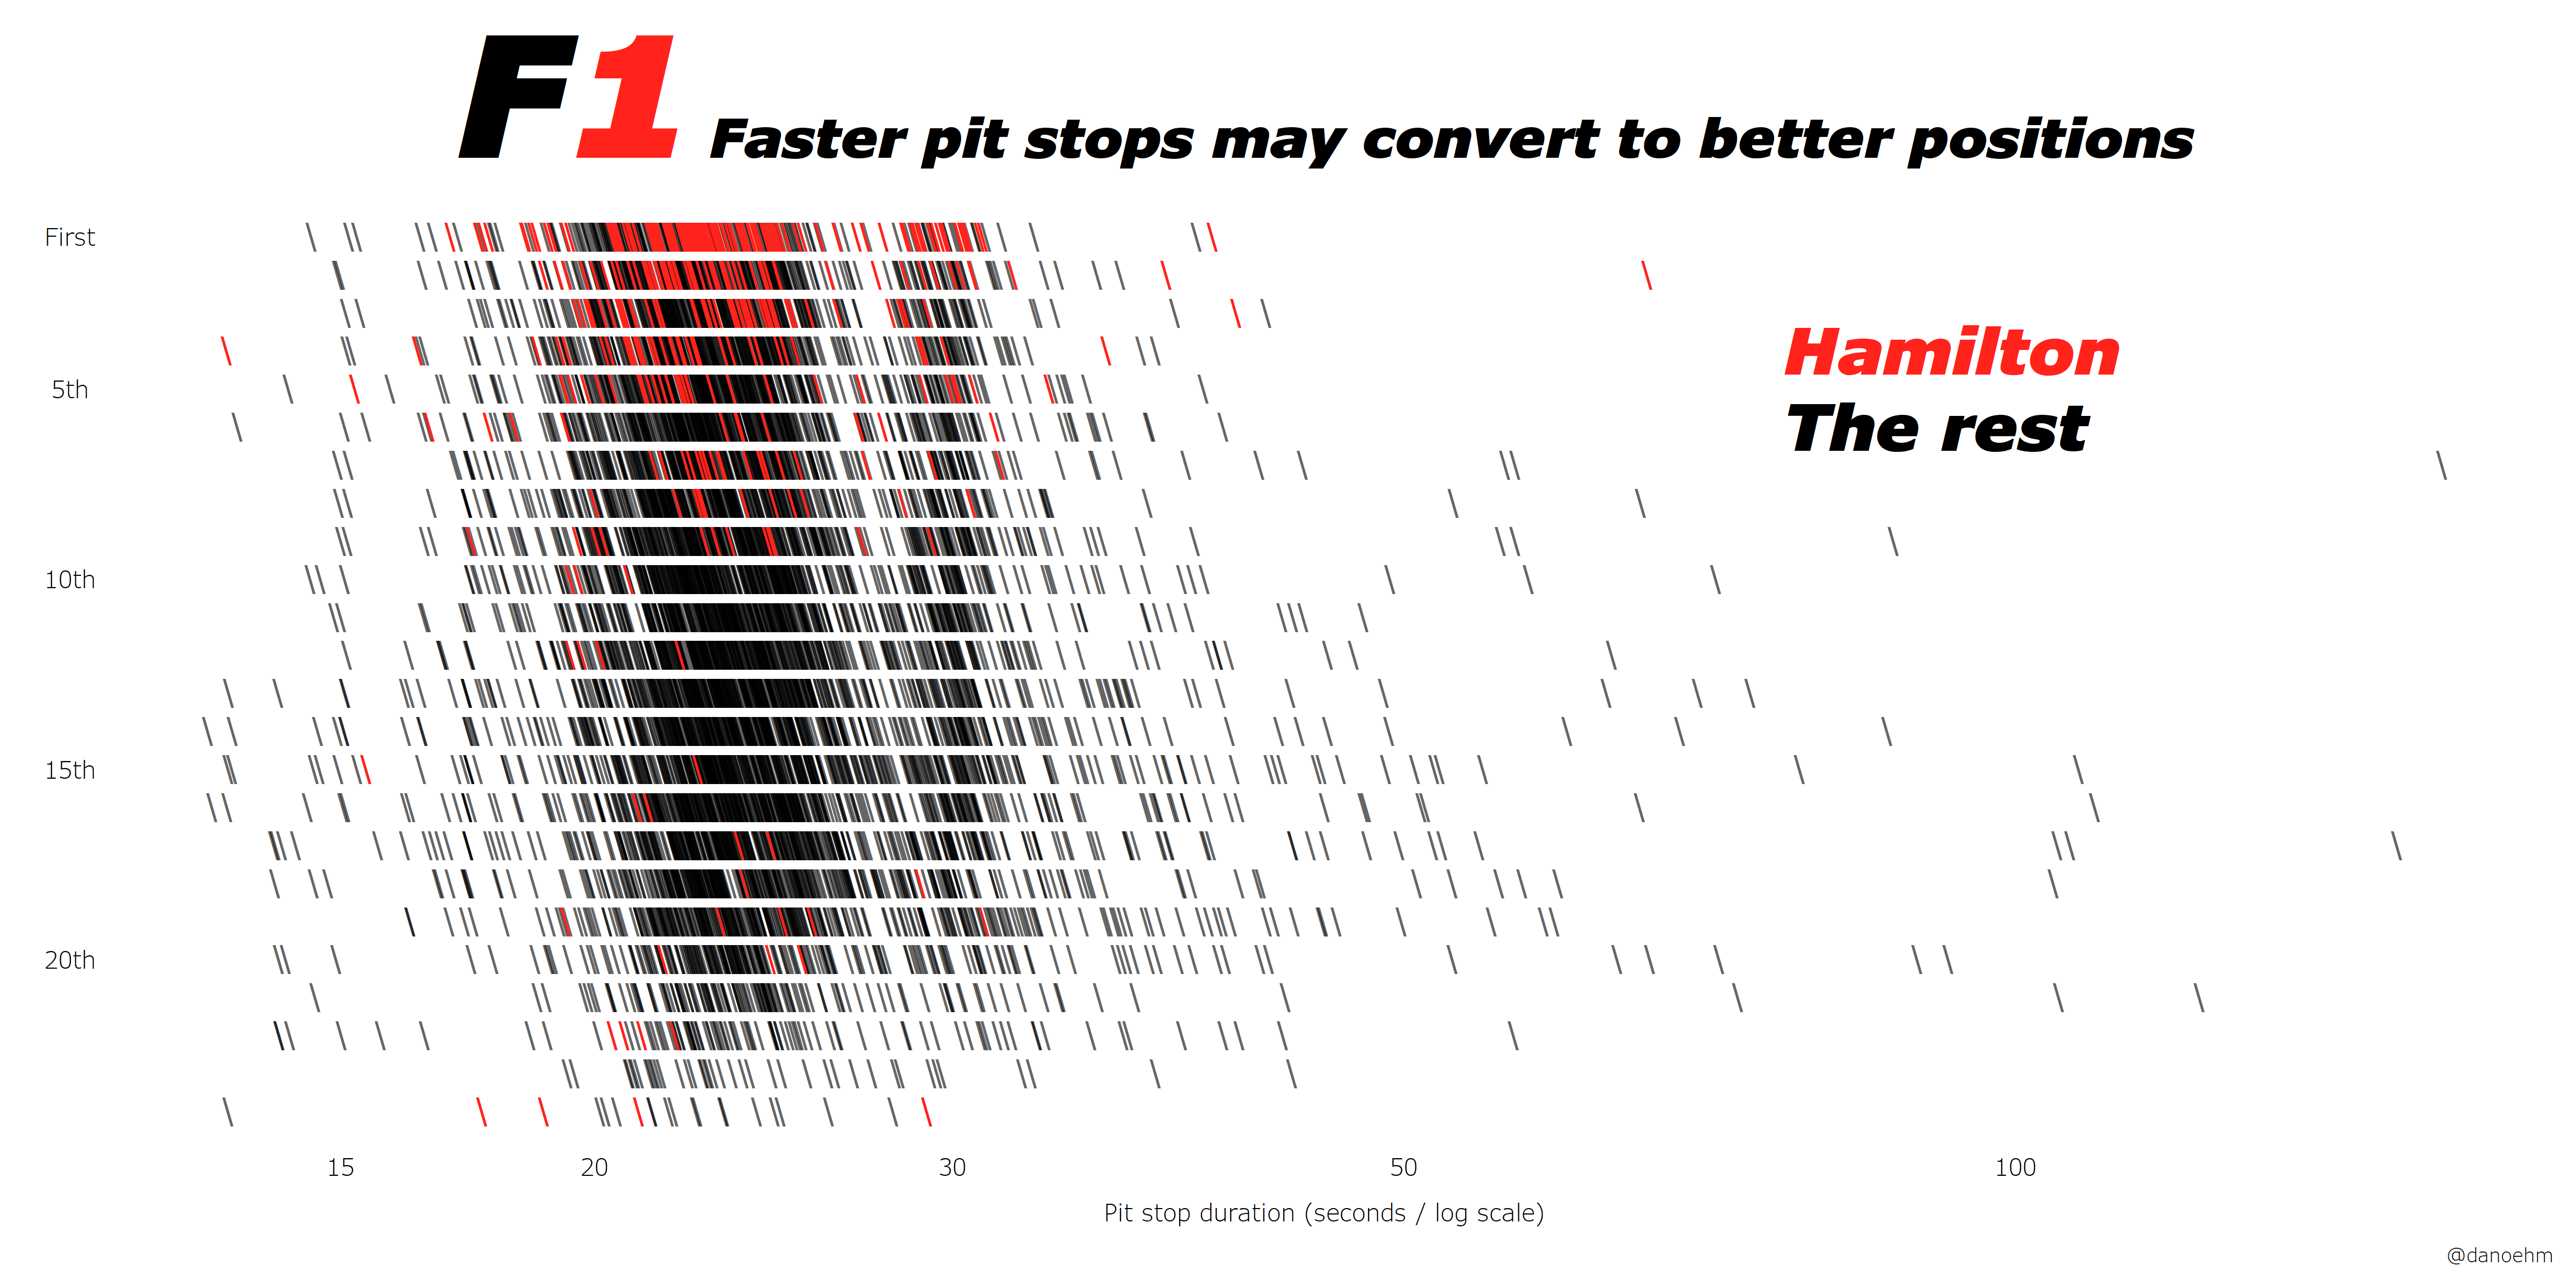 F1 Faster pit stops may convert to better positions
First
Hamilton
5th
The rest
10th
15th
20th
15 20 30 50 100
Pit stop duration (seconds / log scale)
@danoehm